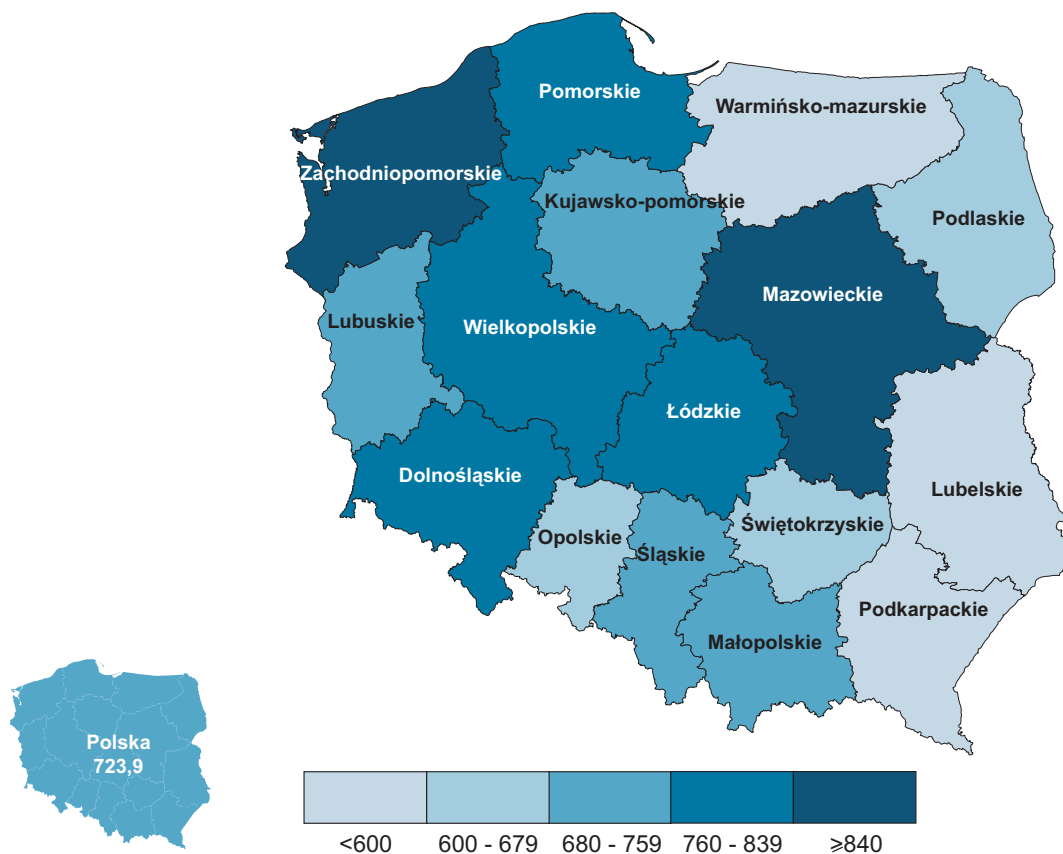 Pomorskie
Warmińsko-mazurskie
Zachodniopomorskie
Kujawsko-pomorskie
Podlaskie
Mazowieckie
Lubuskie
Wielkopolskie
Łódzkie
Dolnośląskie
Lubelskie
Opolskie
Śląskie
Świętokrzyskie
Podkarpackie
Małopolskie
Polska
723,9
<600
600 - 679
680 - 759
760 - 839
≥840